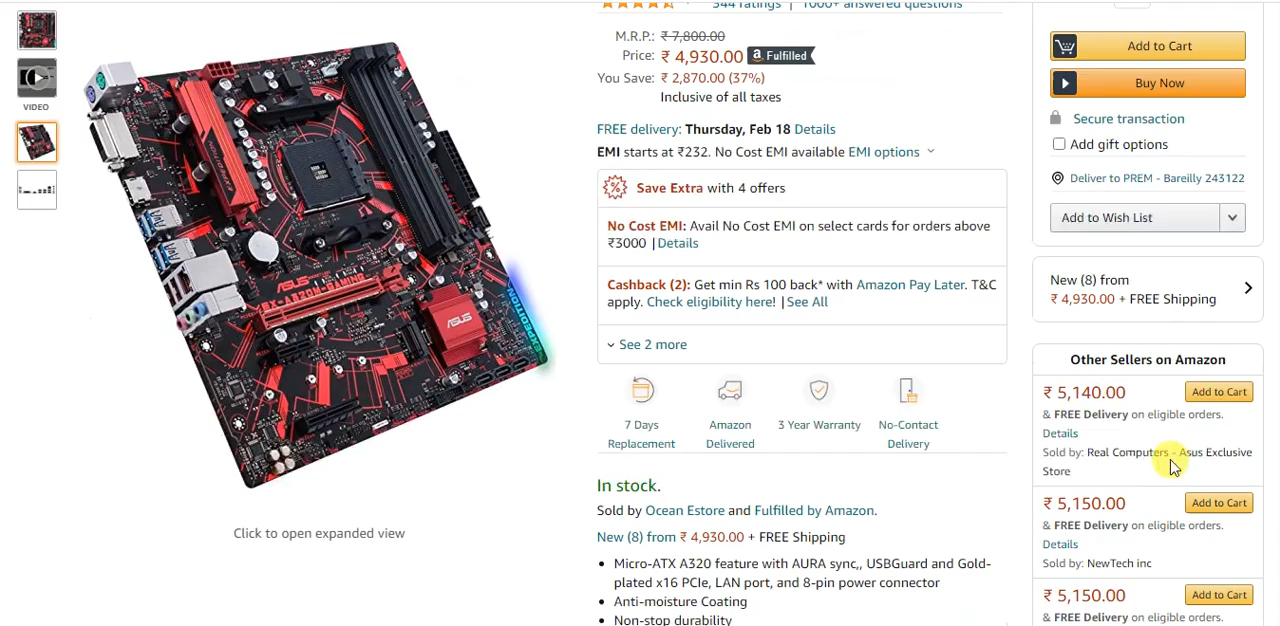 344 ratings | 1000+ answered questions
M.R.P.: ₹ 7,800.00
Price: ₹ 4,930.00 a Fulfilled
You Save: ₹ 2,870.00 (37%)
Inclusive of all taxes
FREE delivery: Thursday, Feb 18 Details
EMI starts at ₹232. No Cost EMI available EMI options
Save Extra with 4 offers
No Cost EMI: Avail No Cost EMI on select cards for orders above
₹3000 | Details
Cashback (2): Get min Rs 100 back* with Amazon Pay Later. T&C
apply. Check eligibility here! | See All
See 2 more
7 Days
Replacement
Amazon
Delivered
3 Year Warranty
No-Contact
Delivery
In stock.
Sold by Ocean Estore and Fulfilled by Amazon.
New (8) from ₹ 4,930.00 + FREE Shipping
• Micro-ATX A320 feature with AURA sync,, USBGuard and Gold-
plated x16 PCIe, LAN port, and 8-pin power connector
• Anti-moisture Coating
• Non-stop durability
VIDEO
EXPEDITION
ASUS
EX-A320M-GAMING
ASUS
EXPEDITION
Click to open expanded view
Add to Cart
Buy Now
Secure transaction
Add gift options
Deliver to PREM - Bareilly 243122
Add to Wish List
New (8) from
₹ 4,930.00 + FREE Shipping
Other Sellers on Amazon
₹ 5,140.00 Add to Cart
& FREE Delivery on eligible orders.
Details
Sold by: Real Computers - Asus Exclusive
Store
₹ 5,150.00 Add to Cart
& FREE Delivery on eligible orders.
Details
Sold by: NewTech inc
₹ 5,150.00 Add to Cart
& FREE Delivery on eligible orders.